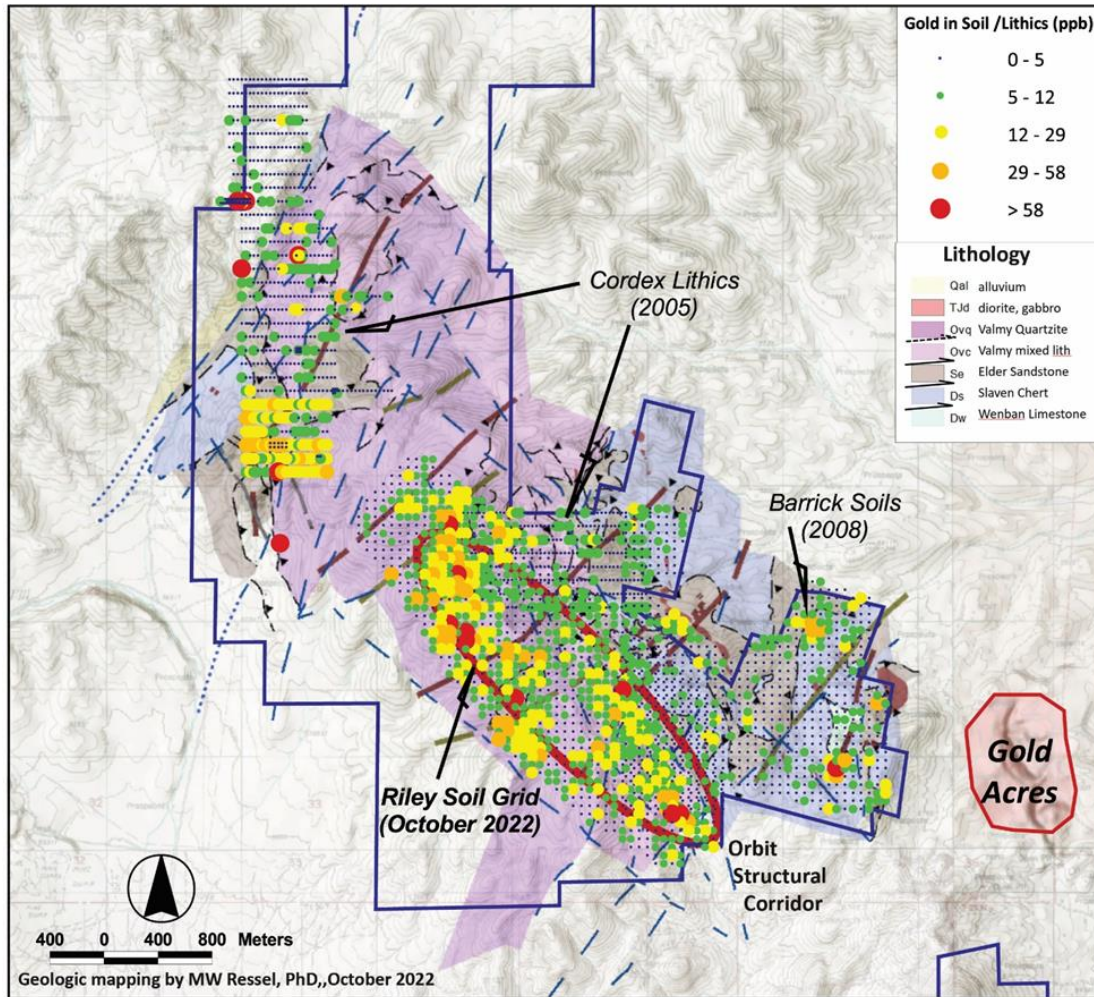 Gold in Soil /Lithics (ppb)
0 - 5
5 - 12
12 - 29
29 - 58
> 58
Lithology
Qal alluvium
TJd diorite, gabbro
Ovq Valmy Quartzite
Ovc Valmy mixed lith
Se Elder Sandstone
Ds Slaven Chert
Dw Wenban Limestone
Cordex Lithics
(2005)
Barrick Soils
(2008)
Gold
Acres
Riley Soil Grid
(October 2022)
Orbit
Structural
Corridor
400 0 400 800 Meters
Geologic mapping by MW Ressel, PhD,,October 2022